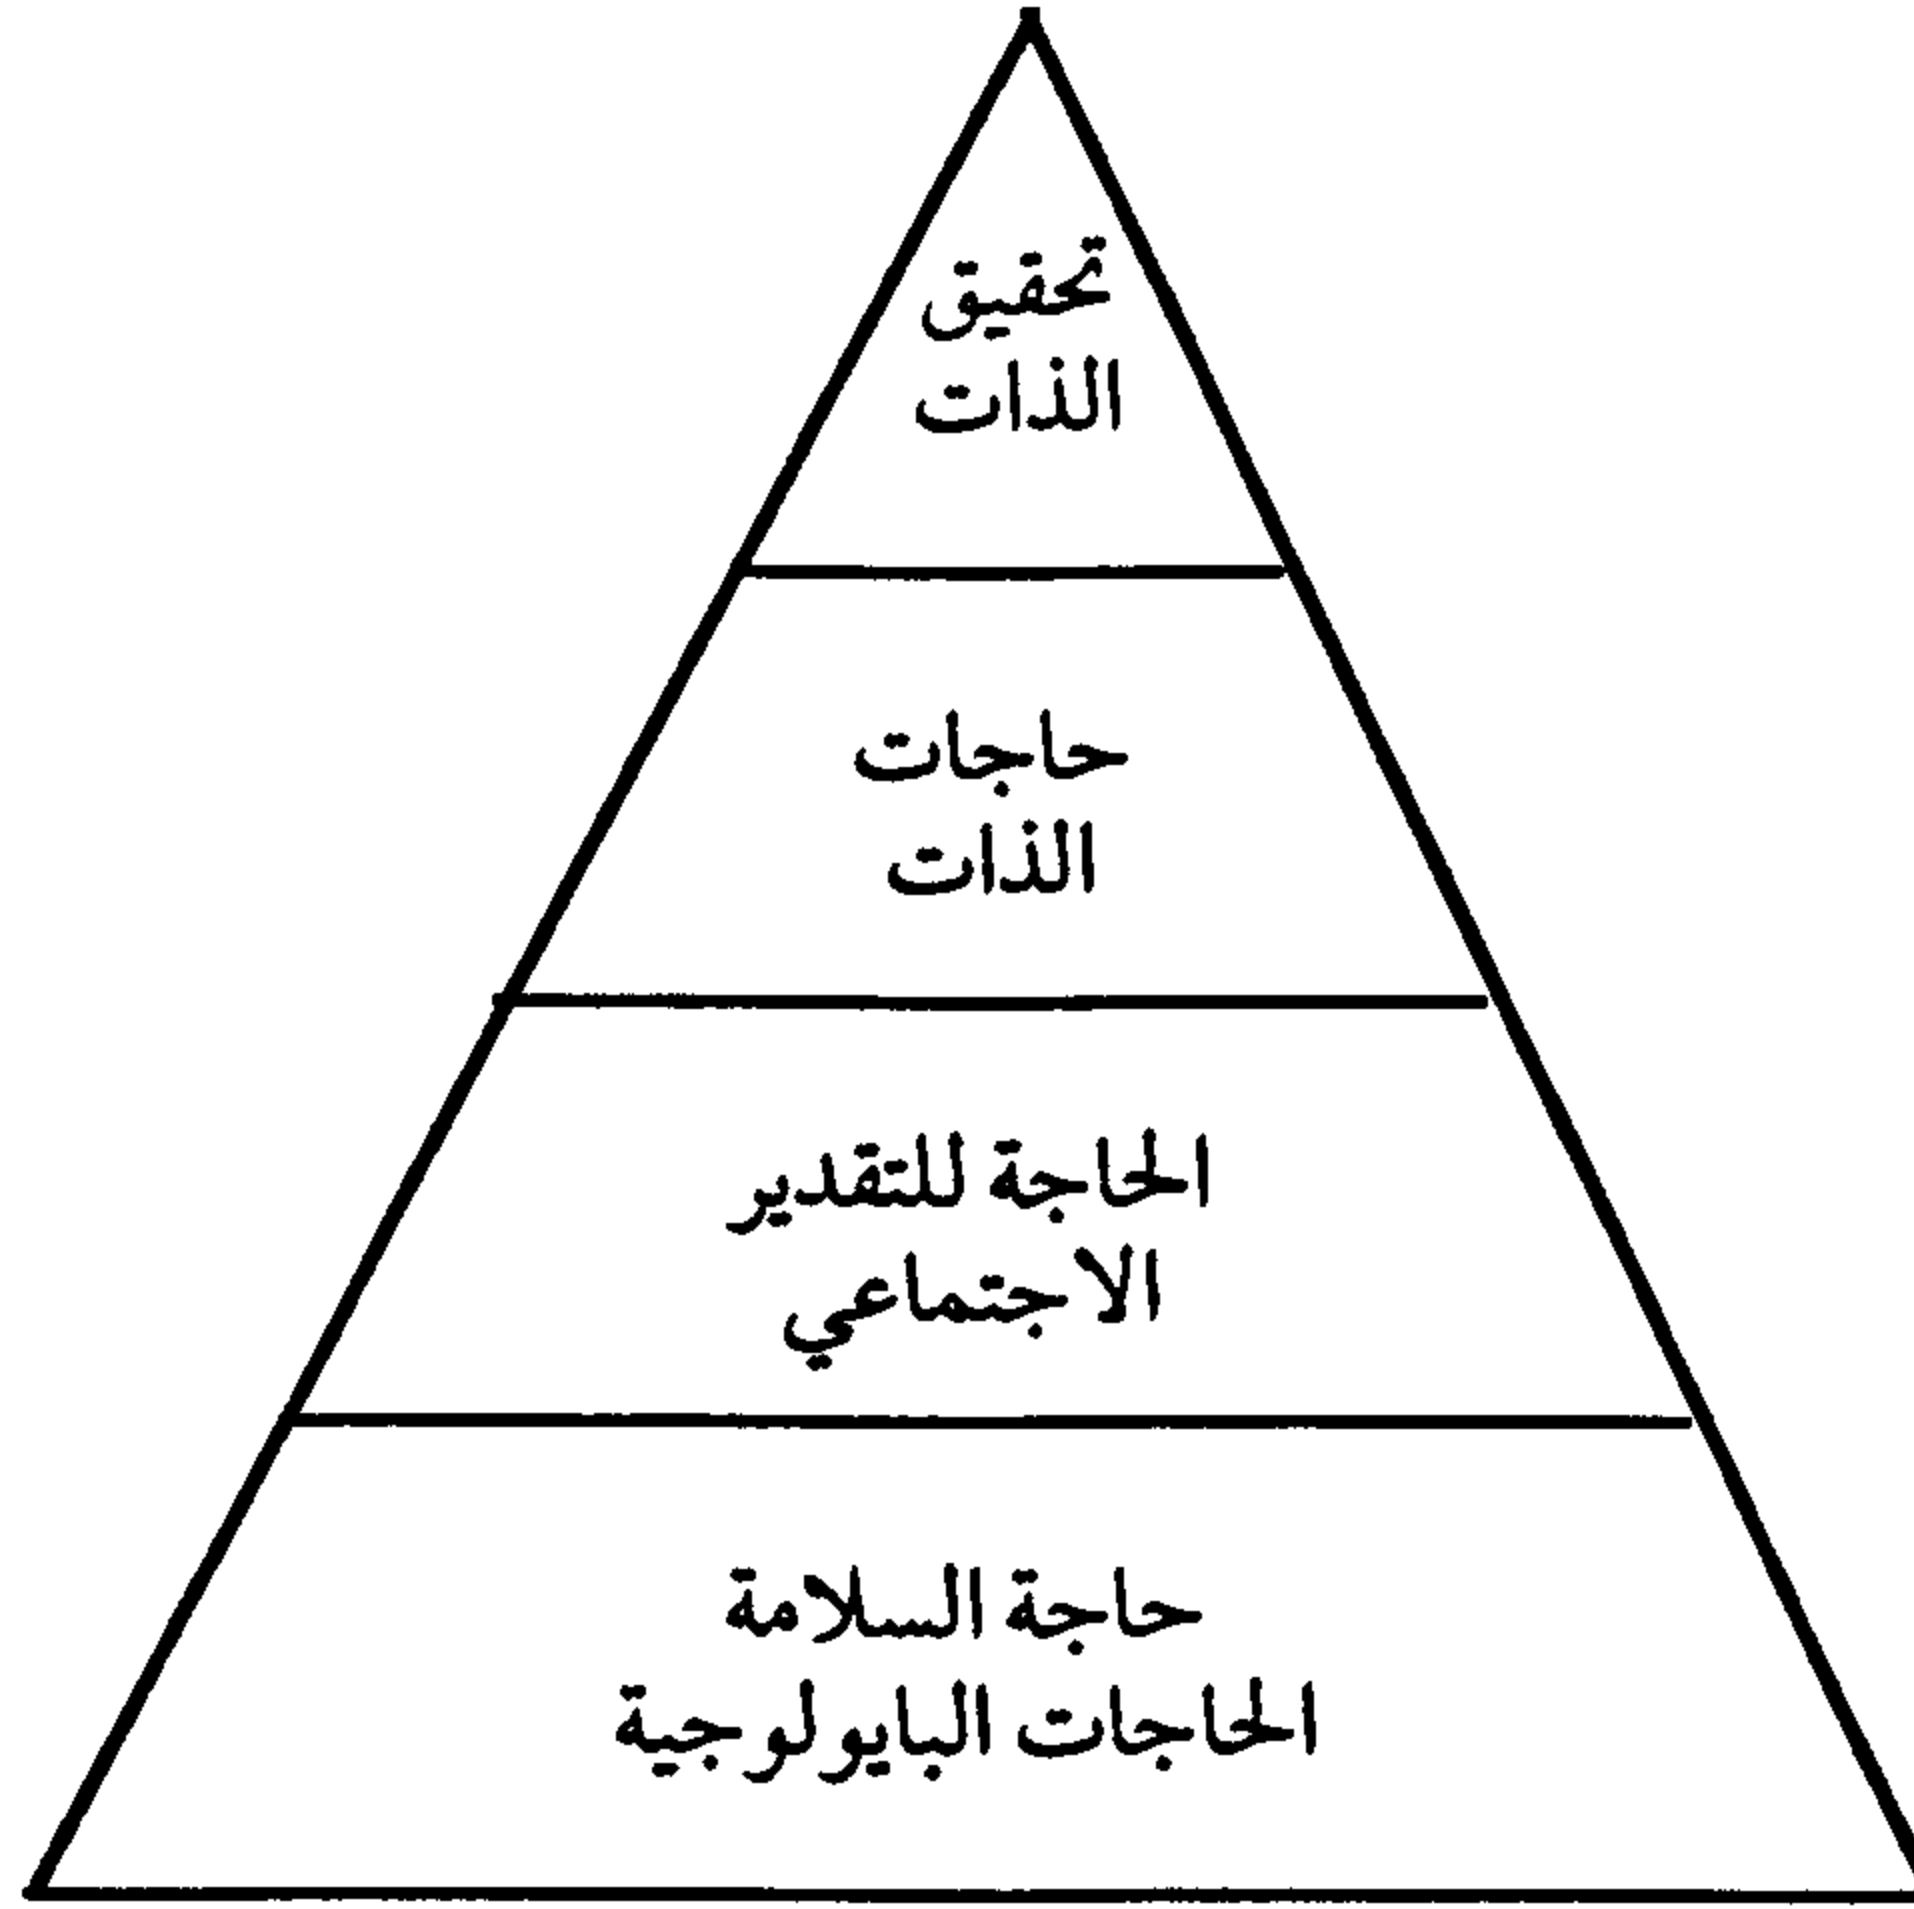 تحقيق
الذات
حاجات
الذات
الحاجة للتقدير
الاجتماعي
حاجة السلامة
الحاجات البايولوجية